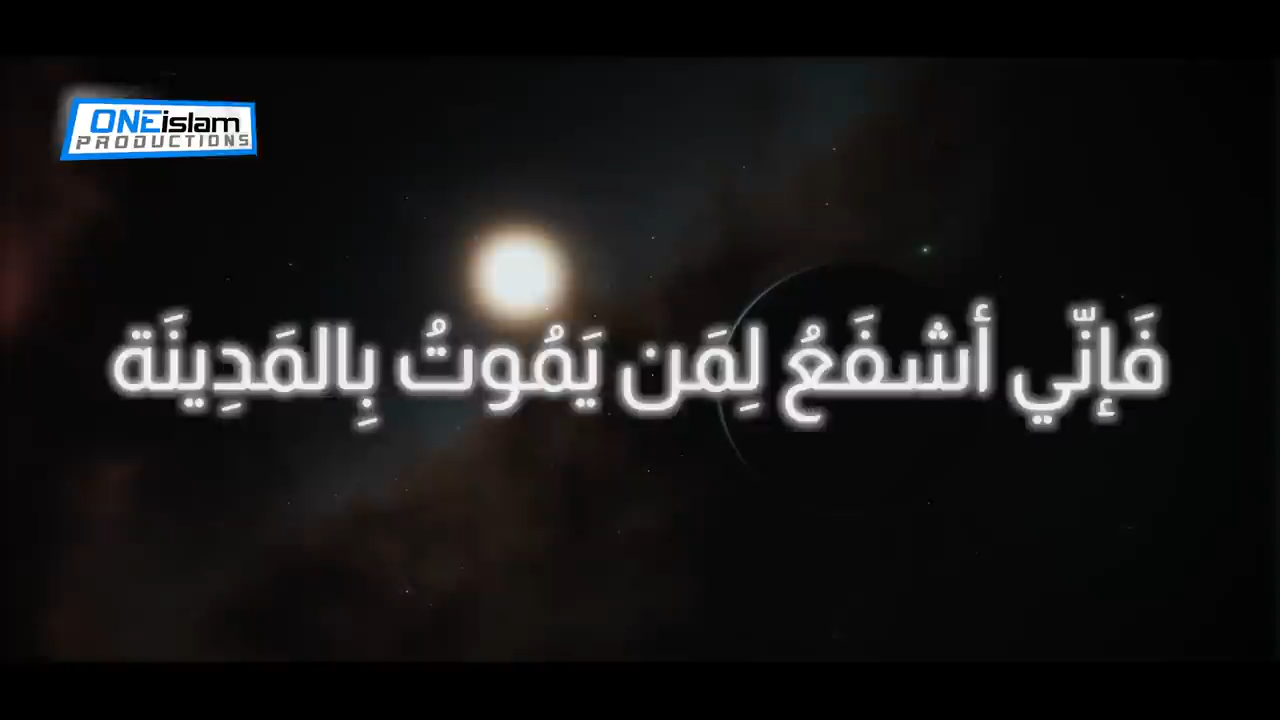 ONEislam
PRODUCTIONS
فَإنّي أشفَعُ لِمَن يَمُوتُ بِالمَدِينَة